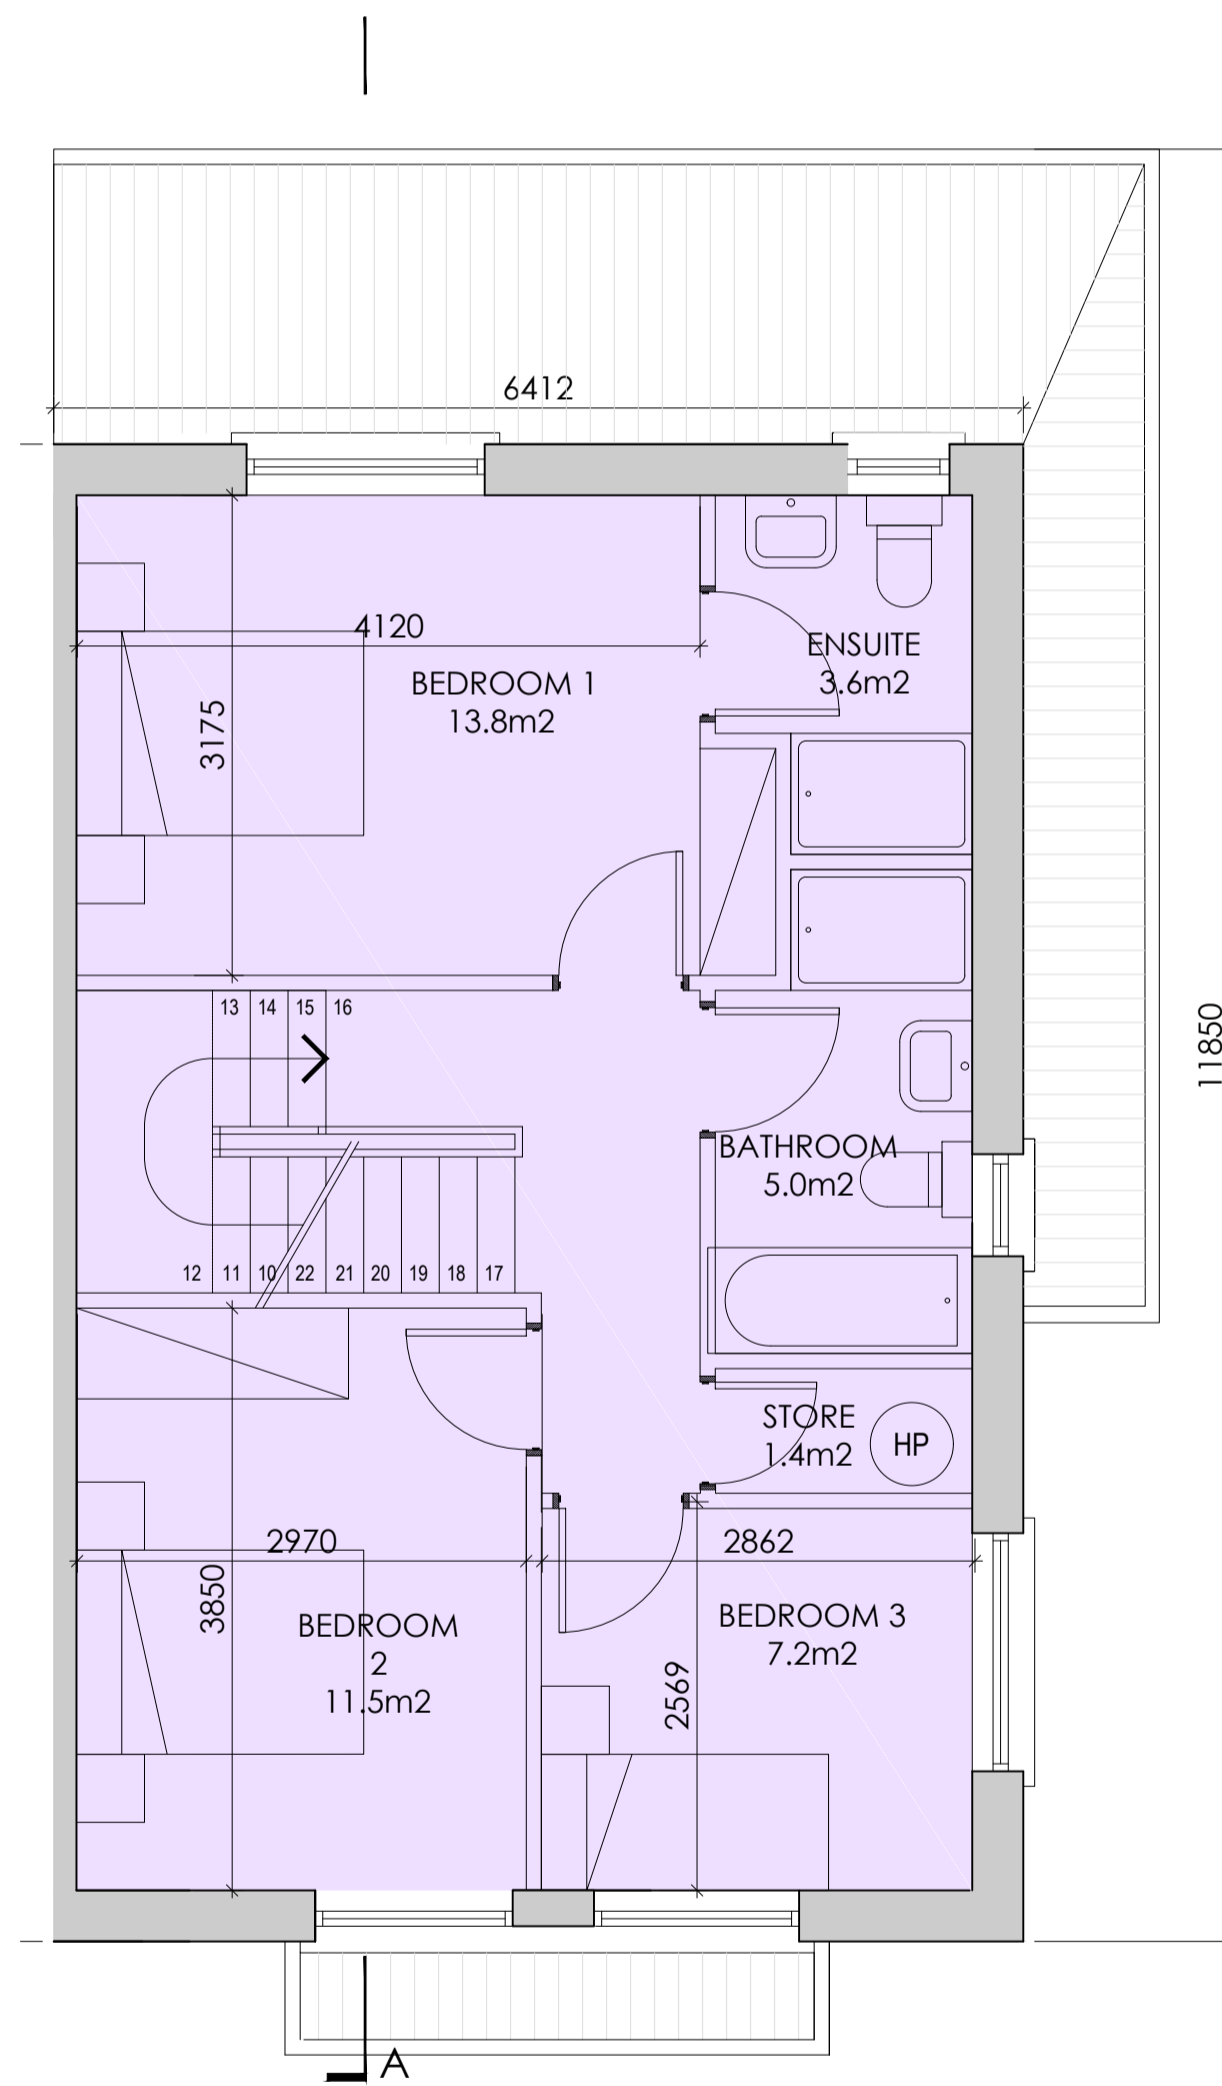 6412
4120
ENSUITE
3.6m2
BEDROOM 1
13.8m2
3175
13 14 15 16
11850
BATHROOM
5.0m2
12 11 10 22 21 20 19 18 17
STORE
1.4m2
HP
2970
2862
3850
BEDROOM
2
11.5m2
BEDROOM 3
7.2m2
2569
A